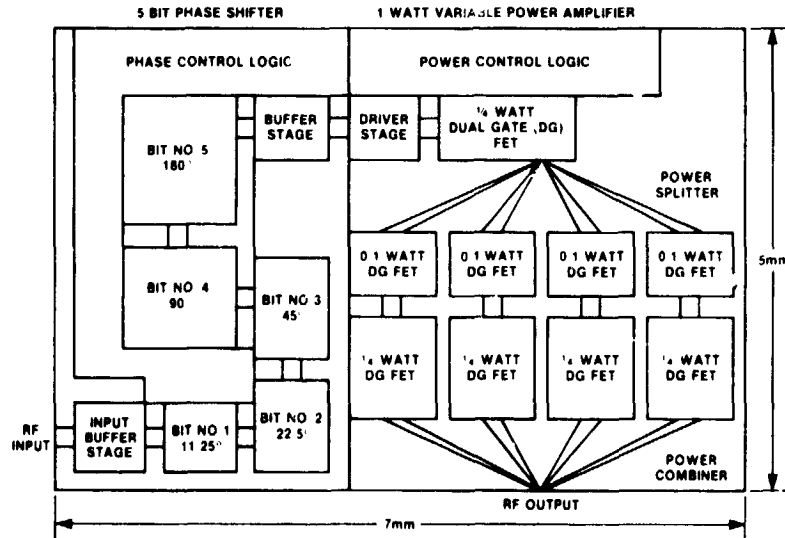 5 BIT PHASE SHIFTER
1 WATT VARIABLE POWER AMPLIFIER
PHASE CONTROL LOGIC
POWER CONTROL LOGIC
BIT NO 5
180°
BUFFER
STAGE
DRIVER
STAGE
¼ WATT
DUAL GATE (DG)
FET
POWER
SPLITTER
BIT NO 4
90
BIT NO 3
45°
0 1 WATT
DG FET
0 1 WATT
DG FET
0 1 WATT
DG FET
0 1 WATT
DG FET
5mm
¼ WATT
DG FET
¼ WATT
DG FET
¼ WATT
DG FET
¼ WATT
DG FET
RF
INPUT
INPUT
BUFFER
STAGE
BIT NO 1
11 25°
BIT NO 2
22 5°
POWER
COMBINER
RF OUTPUT
7mm